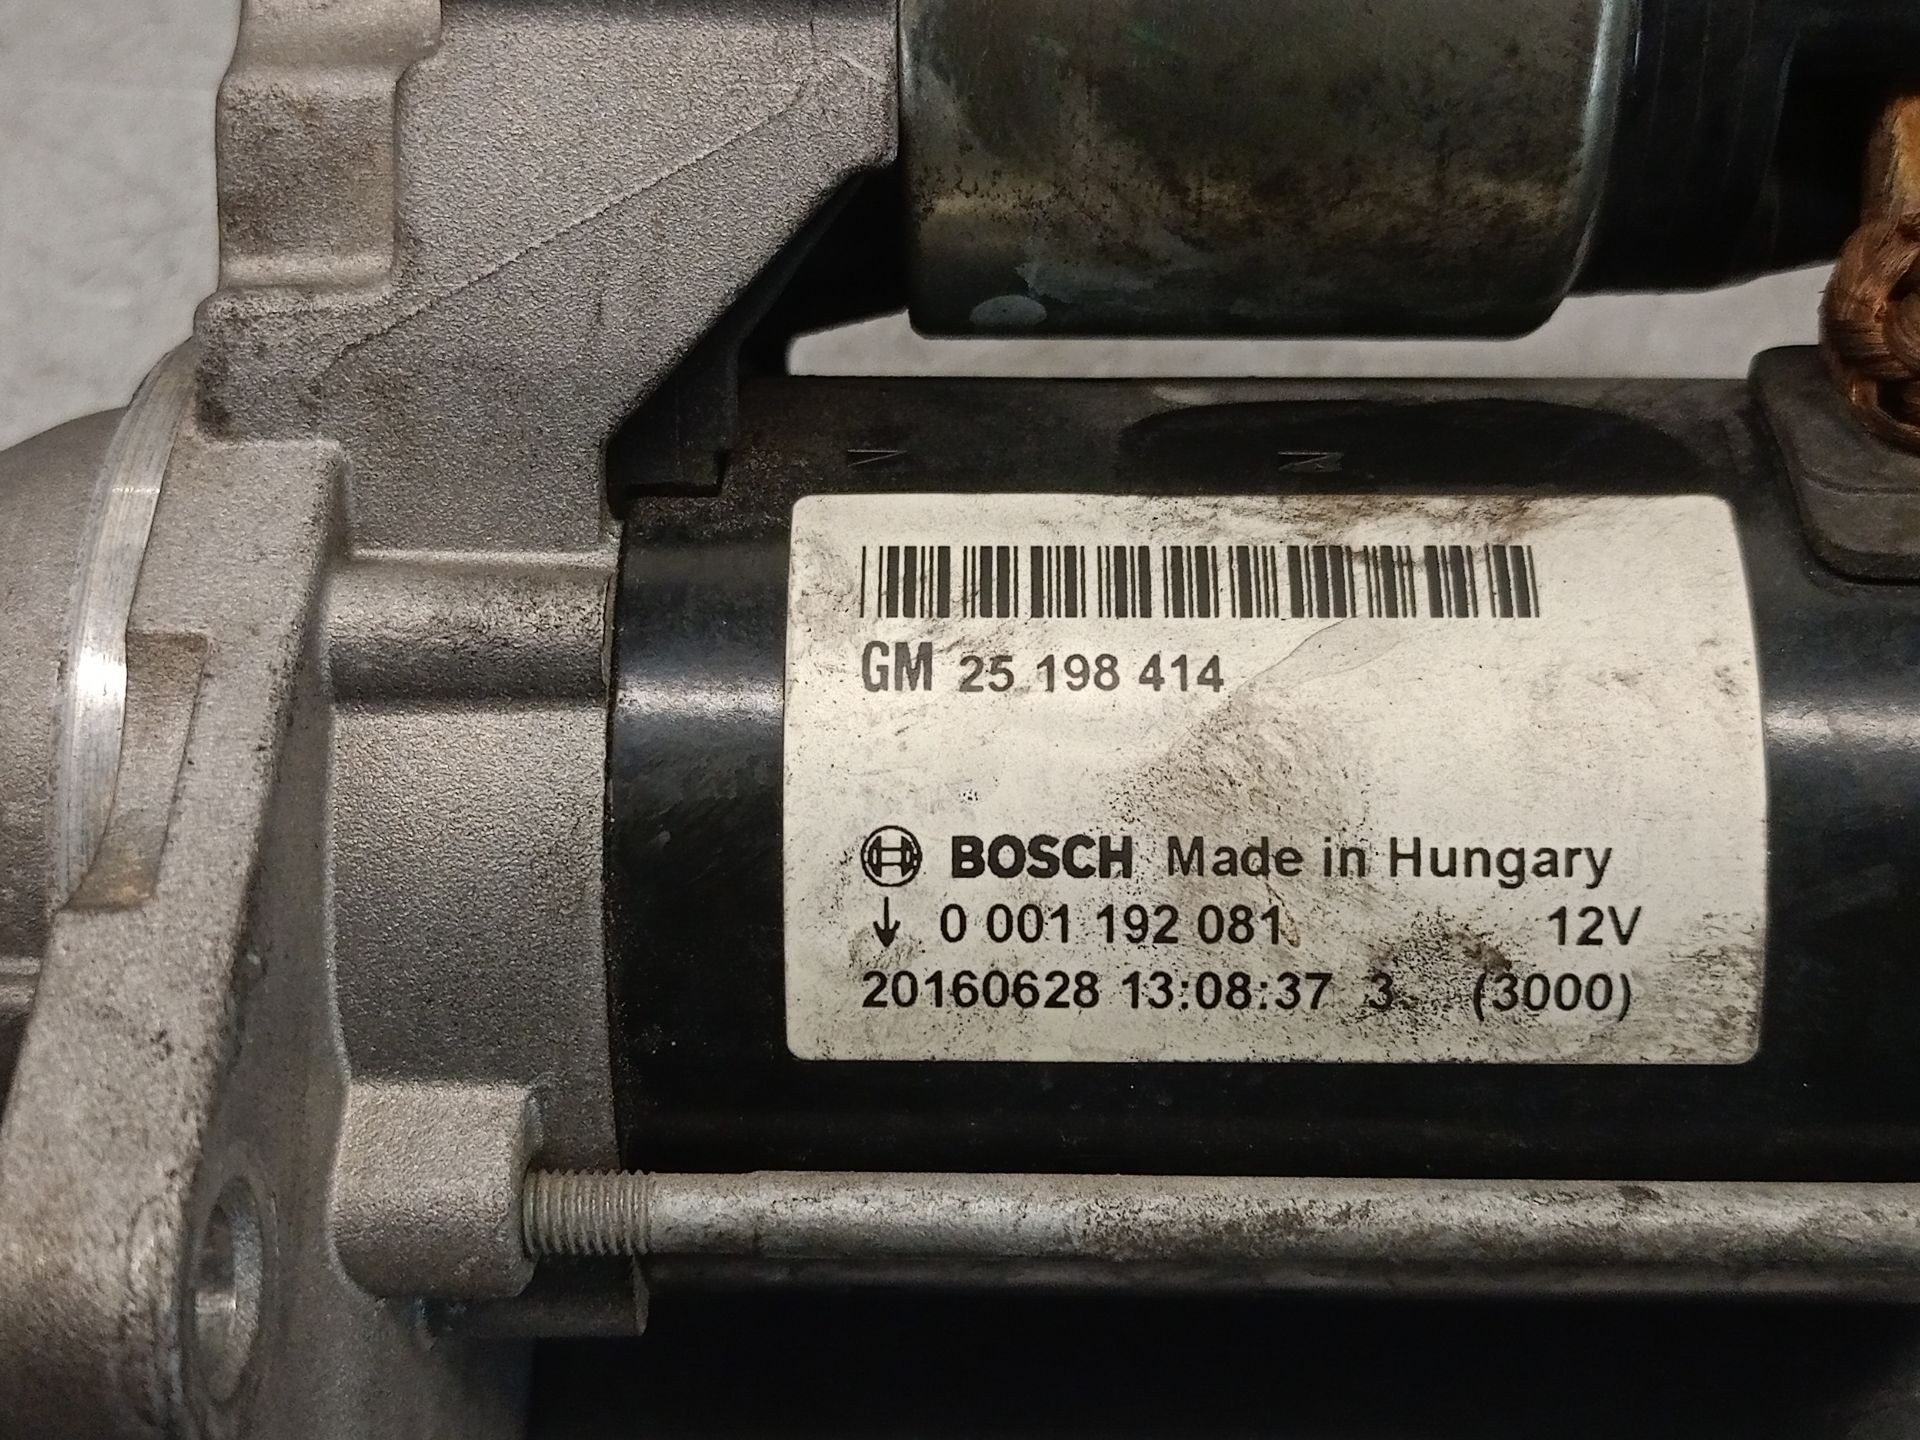 GM 25 198 414
BOSCH Made in Hungary
↓ 0 001 192 081 12V
20160628 13:08:37 3 (3000)